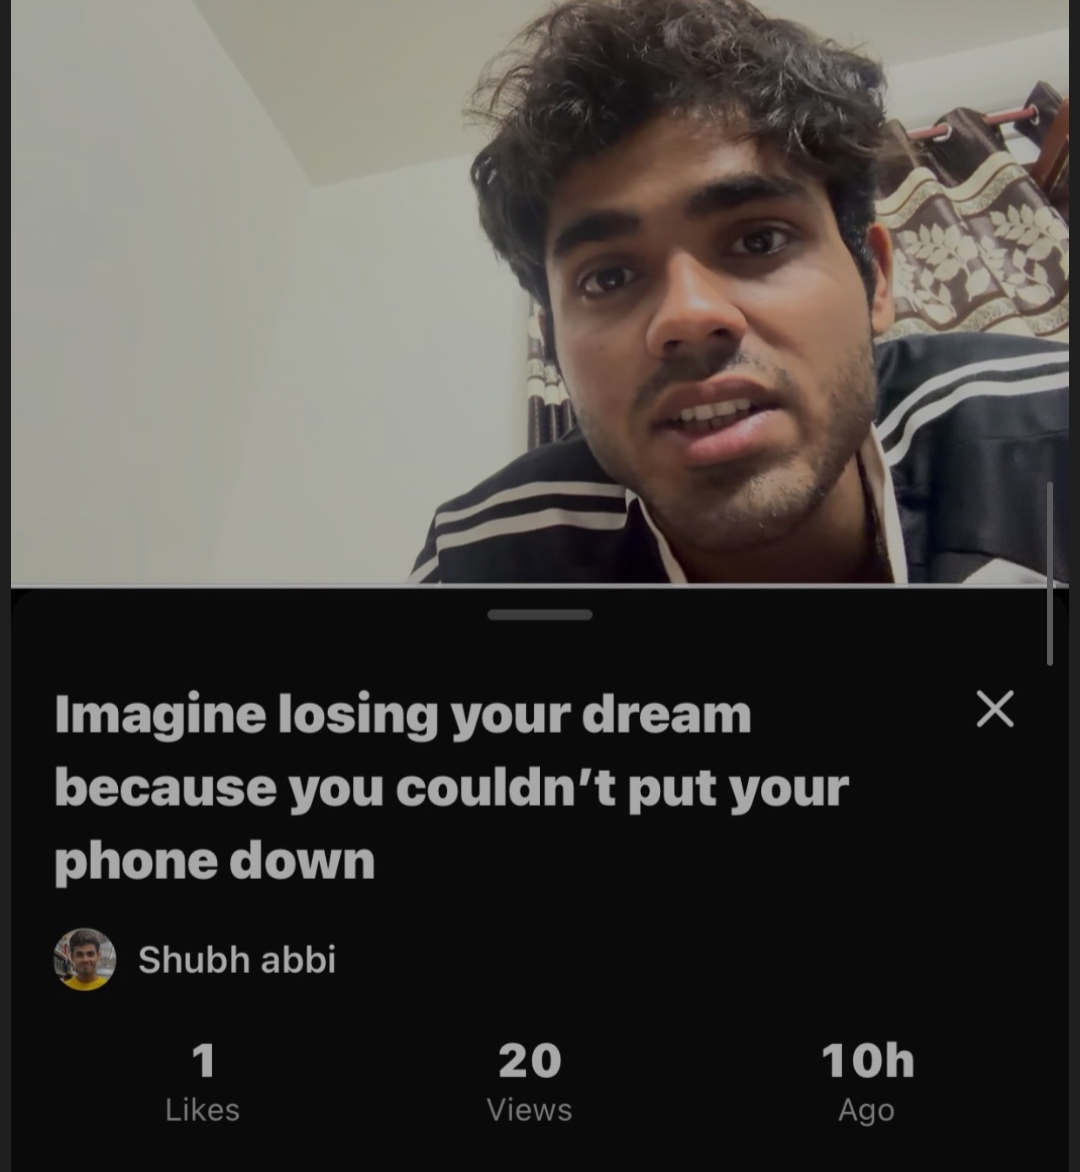 Imagine losing your dream
because you couldn’t put your
phone down
Shubh abbi
1
Likes
20
Views
10h
Ago